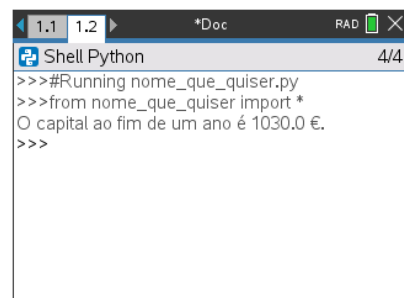 1.1 1.2 *Doc RAD
Shell Python 4/4
>>>#Running nome_que_quiser.py
>>>from nome_que_quiser import *
O capital ao fim de um ano é 1030.0 €.
>>>